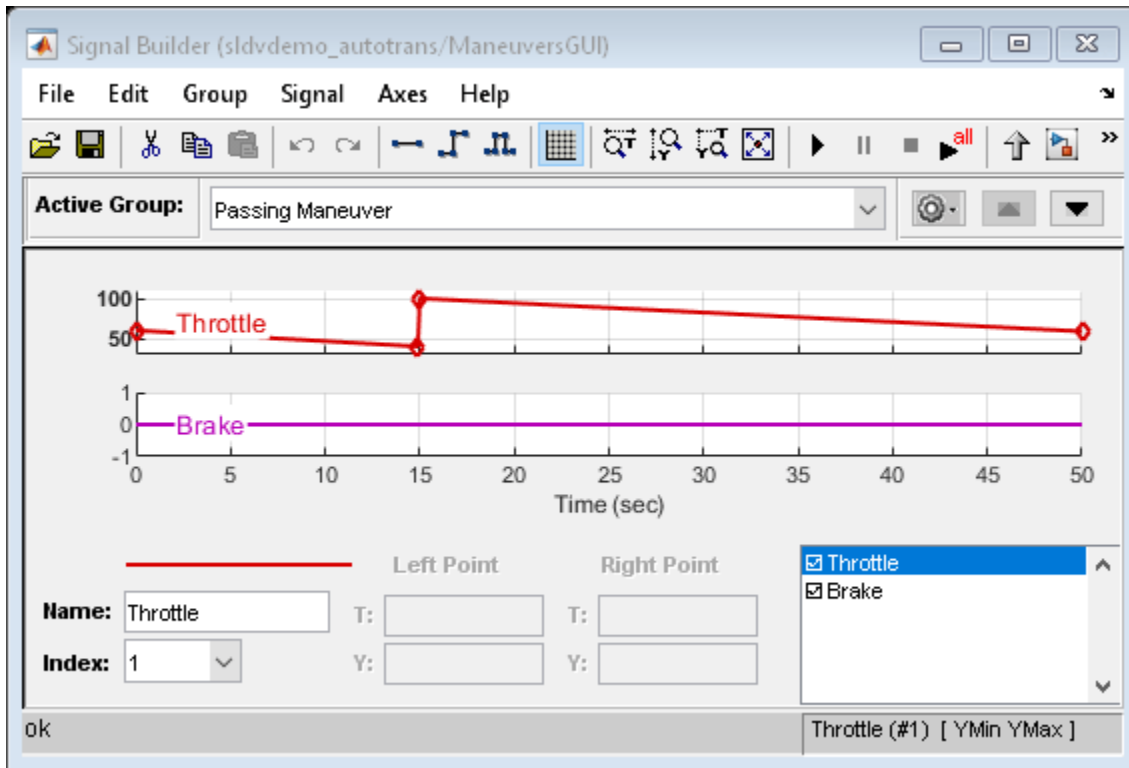 Signal Builder (sldvdemo_autotrans/ManeuversGUI)
File Edit Group Signal Axes Help
all »
Active Group: Passing Maneuver
100
Throttle
50
1
0
Brake
-1
0 5 10 15 20 25 30 35 40 45 50
Time (sec)
Left Point Right Point
Throttle
Brake
Name: Throttle T: T:
Index: 1 Y: Y:
ok Throttle (#1) [ YMin YMax ]